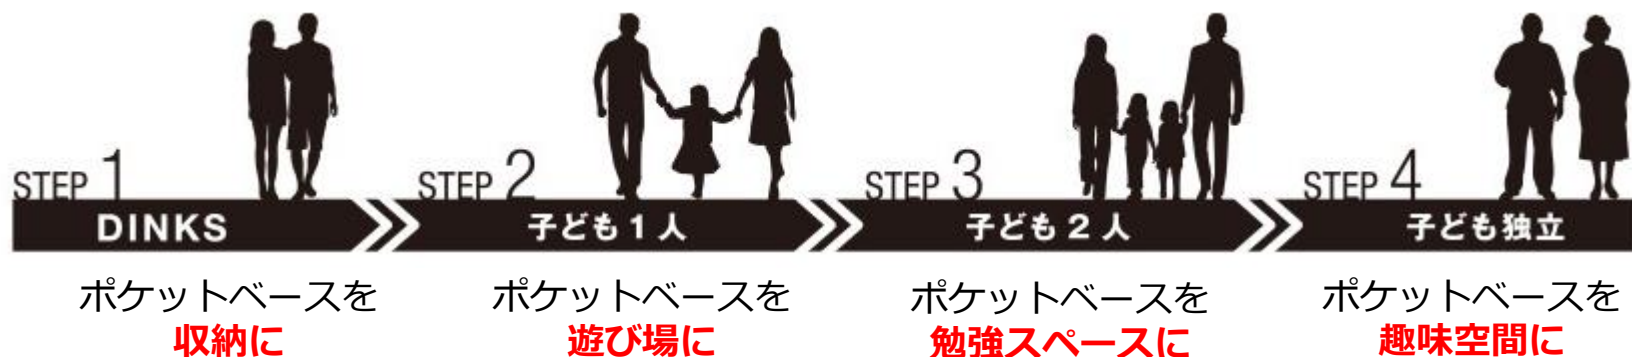 STEP 1
DINKS
ポケットベースを
収納に
STEP 2
子ども１人
ポケットベースを
遊び場に
STEP 3
子ども２人
ポケットベースを
勉強スペースに
STEP 4
子ども独立
ポケットベースを
趣味空間に